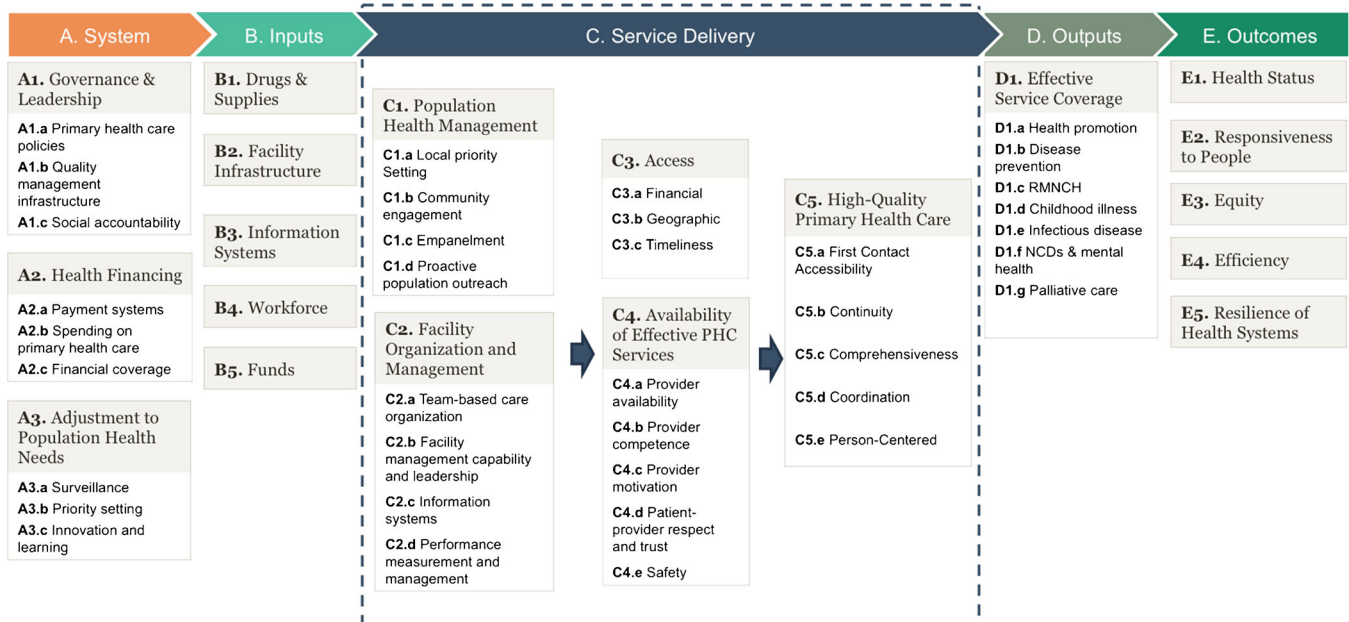 A. System
B. Inputs
C. Service Delivery
D. Outputs
E. Outcomes
A1. Governance &
Leadership
A1.a Primary health care
policies
A1.b Quality
management
infrastructure
A1.c Social accountability
A2. Health Financing
A2.a Payment systems
A2.b Spending on
primary health care
A2.c Financial coverage
A3. Adjustment to
Population Health
Needs
A3.a Surveillance
A3.b Priority setting
A3.c Innovation and
learning
B1. Drugs &
Supplies
B2. Facility
Infrastructure
B3. Information
Systems
B4. Workforce
B5. Funds
C1. Population
Health Management
C1.a Local priority
Setting
C1.b Community
engagement
C1.c Empanelment
C1.d Proactive
population outreach
C2. Facility
Organization and
Management
C2.a Team-based care
organization
C2.b Facility
management capability
and leadership
C2.c Information
systems
C2.d Performance
measurement and
management
C3. Access
C3.a Financial
C3.b Geographic
C3.c Timeliness
C4. Availability
of Effective PHC
Services
C4.a Provider
availability
C4.b Provider
competence
C4.c Provider
motivation
C4.d Patient-
provider respect
and trust
C4.e Safety
C5. High-Quality
Primary Health Care
C5.a First Contact
Accessibility
C5.b Continuity
C5.c Comprehensiveness
C5.d Coordination
C5.e Person-Centered
D1. Effective
Service Coverage
D1.a Health promotion
D1.b Disease
prevention
D1.c RMNCH
D1.d Childhood illness
D1.e Infectious disease
D1.f NCDs & mental
health
D1.g Palliative care
E1. Health Status
E2. Responsiveness
to People
E3. Equity
E4. Efficiency
E5. Resilience of
Health Systems